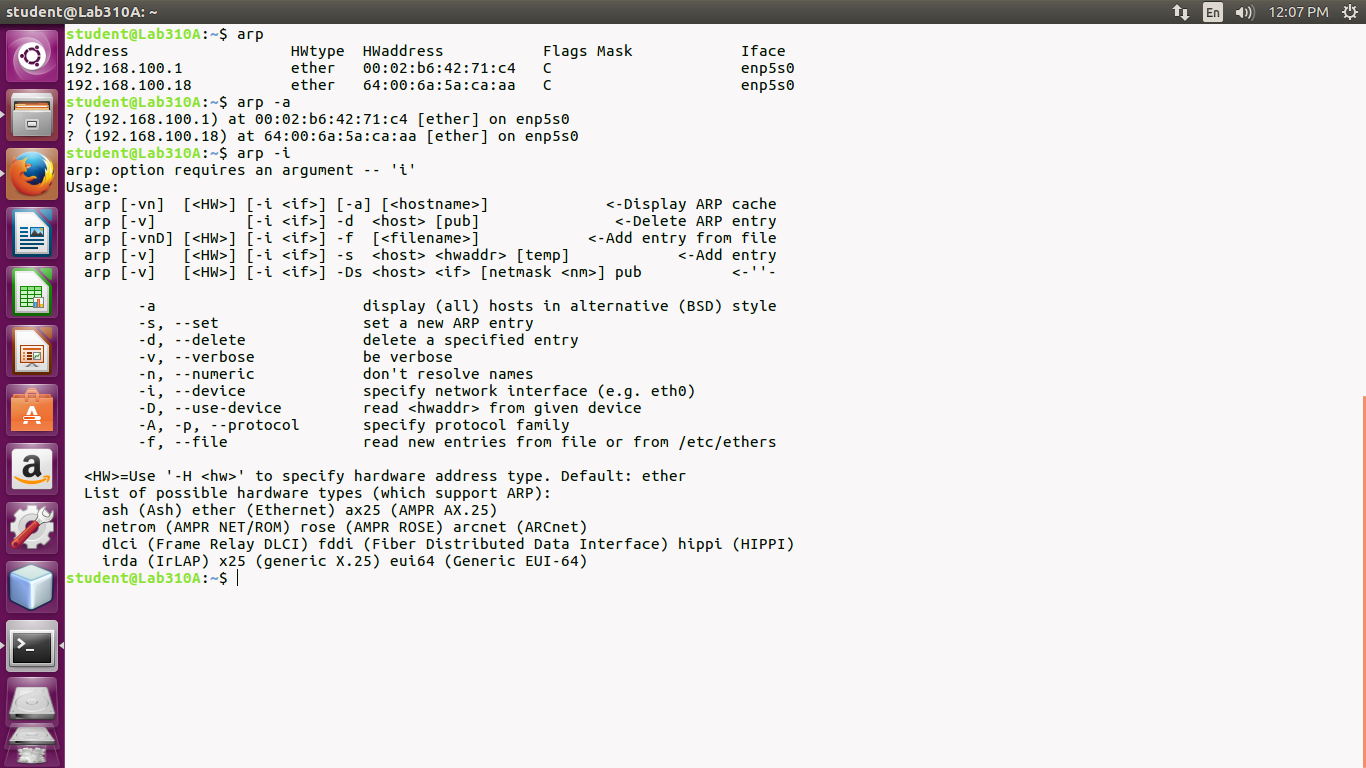 student@Lab310A: ~
En
12:07 PM
student@Lab310A:~$ arp
Address                  HWtype  HWaddress           Flags Mask            Iface
192.168.100.1            ether   00:02:b6:42:71:c4   C                     enp5s0
192.168.100.18           ether   64:00:6a:5a:ca:aa   C                     enp5s0
student@Lab310A:~$ arp -a
? (192.168.100.1) at 00:02:b6:42:71:c4 [ether] on enp5s0
? (192.168.100.18) at 64:00:6a:5a:ca:aa [ether] on enp5s0
student@Lab310A:~$ arp -i
arp: option requires an argument -- 'i'
Usage:
  arp [-vn]  [<HW>] [-i <if>] [-a] [<hostname>]             <-Display ARP cache
  arp [-v]          [-i <if>] -d  <host> [pub]               <-Delete ARP entry
  arp [-vnD] [<HW>] [-i <if>] -f  [<filename>]            <-Add entry from file
  arp [-v]   [<HW>] [-i <if>] -s  <host> <hwaddr> [temp]            <-Add entry
  arp [-v]   [<HW>] [-i <if>] -Ds <host> <if> [netmask <nm>] pub          <-''-

        -a                       display (all) hosts in alternative (BSD) style
        -s, --set                set a new ARP entry
        -d, --delete             delete a specified entry
        -v, --verbose            be verbose
        -n, --numeric            don't resolve names
        -i, --device             specify network interface (e.g. eth0)
        -D, --use-device         read <hwaddr> from given device
        -A, -p, --protocol       specify protocol family
        -f, --file               read new entries from file or from /etc/ethers

  <HW>=Use '-H <hw>' to specify hardware address type. Default: ether
  List of possible hardware types (which support ARP):
    ash (Ash) ether (Ethernet) ax25 (AMPR AX.25)
    netrom (AMPR NET/ROM) rose (AMPR ROSE) arcnet (ARCnet)
    dlci (Frame Relay DLCI) fddi (Fiber Distributed Data Interface) hippi (HIPPI)
    irda (IrLAP) x25 (generic X.25) eui64 (Generic EUI-64)
student@Lab310A:~$